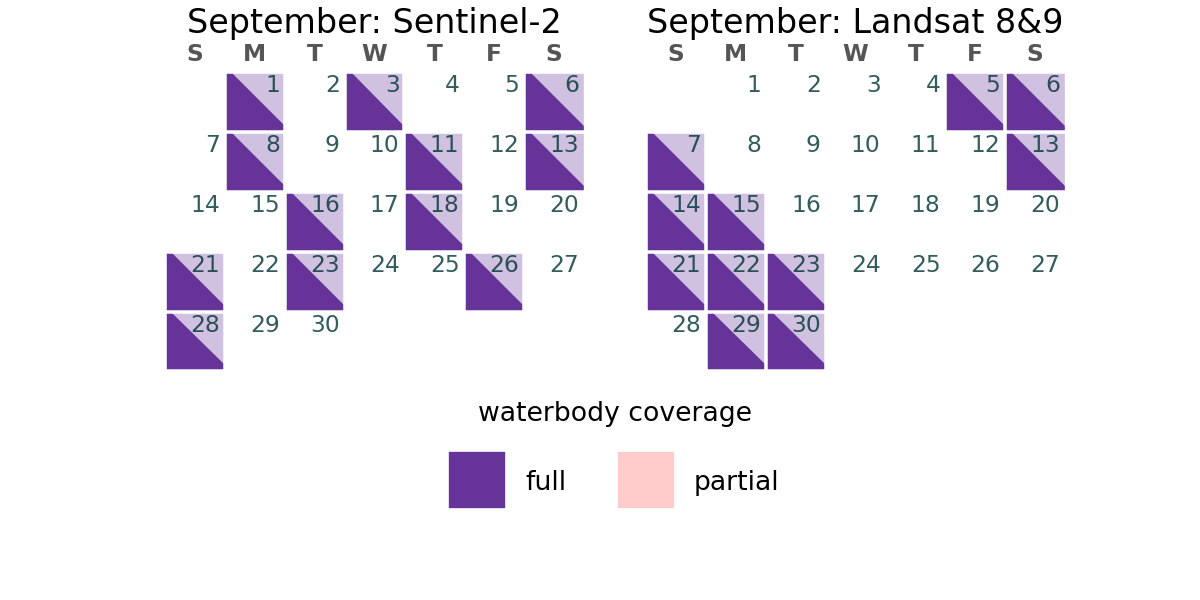 September: Sentinel-2
S M T W T F S
1 2 3 4 5 6
7 8 9 10 11 12 13
14 15 16 17 18 19 20
21 22 23 24 25 26 27
28 29 30
September: Landsat 8&9
S M T W T F S
1 2 3 4 5 6
7 8 9 10 11 12 13
14 15 16 17 18 19 20
21 22 23 24 25 26 27
28 29 30
waterbody coverage
full partial